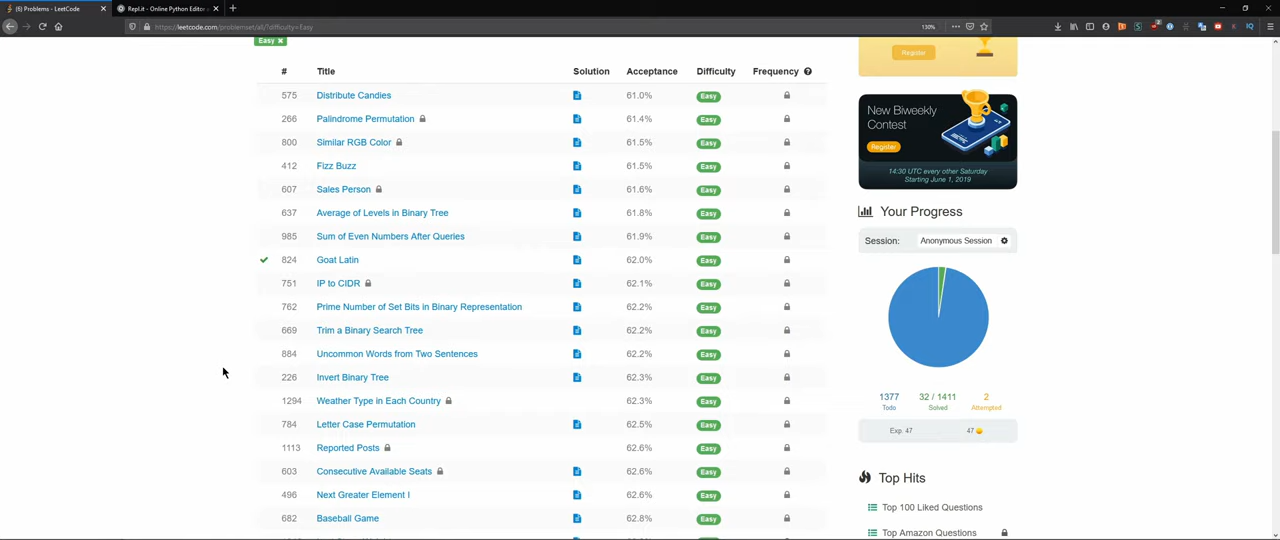 (6) Problems - LeetCode
Repl.it - Online Python Editor
https://leetcode.com/problemset/all/?difficulty=Easy
130%
Easy
# Title Solution Acceptance Difficulty Frequency
575 Distribute Candies 61.0% Easy
266 Palindrome Permutation 61.4% Easy
800 Similar RGB Color 61.5% Easy
412 Fizz Buzz 61.5% Easy
607 Sales Person 61.6% Easy
637 Average of Levels in Binary Tree 61.8% Easy
985 Sum of Even Numbers After Queries 61.9% Easy
824 Goat Latin 62.0% Easy
751 IP to CIDR 62.1% Easy
762 Prime Number of Set Bits in Binary Representation 62.2% Easy
669 Trim a Binary Search Tree 62.2% Easy
884 Uncommon Words from Two Sentences 62.2% Easy
226 Invert Binary Tree 62.3% Easy
1294 Weather Type in Each Country 62.3% Easy
784 Letter Case Permutation 62.5% Easy
1113 Reported Posts 62.6% Easy
603 Consecutive Available Seats 62.6% Easy
496 Next Greater Element I 62.6% Easy
682 Baseball Game 62.8% Easy
Register
New Biweekly
Contest
Register
14:30 UTC every other Saturday
Starting June 1, 2019
Your Progress
Session: Anonymous Session
1377 32 / 1411 2
Todo Solved Attempted
Exp. 47 47
Top Hits
Top 100 Liked Questions
Top Amazon Questions